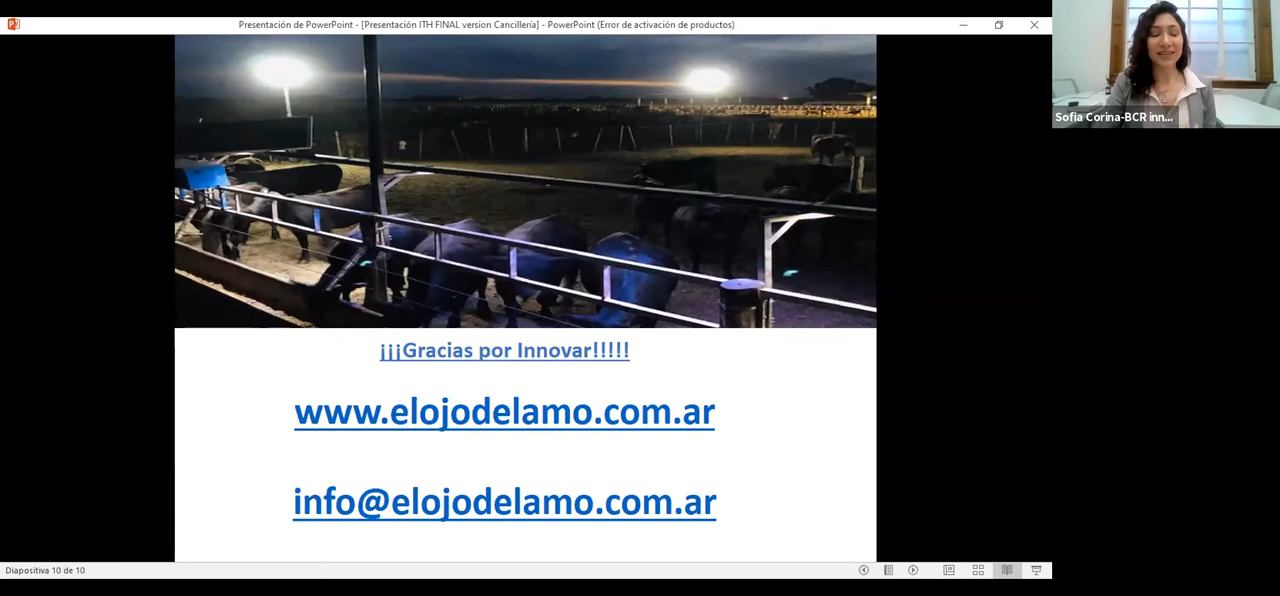 Presentación de PowerPoint - [Presentación ITH FINAL version Cancillería] - PowerPoint (Error de activación de productos)
Sofia Corina-BCR inn...
¡¡¡Gracias por Innovar!!!!!
www.elojodelamo.com.ar
info@elojodelamo.com.ar
Diapositiva 10 de 10